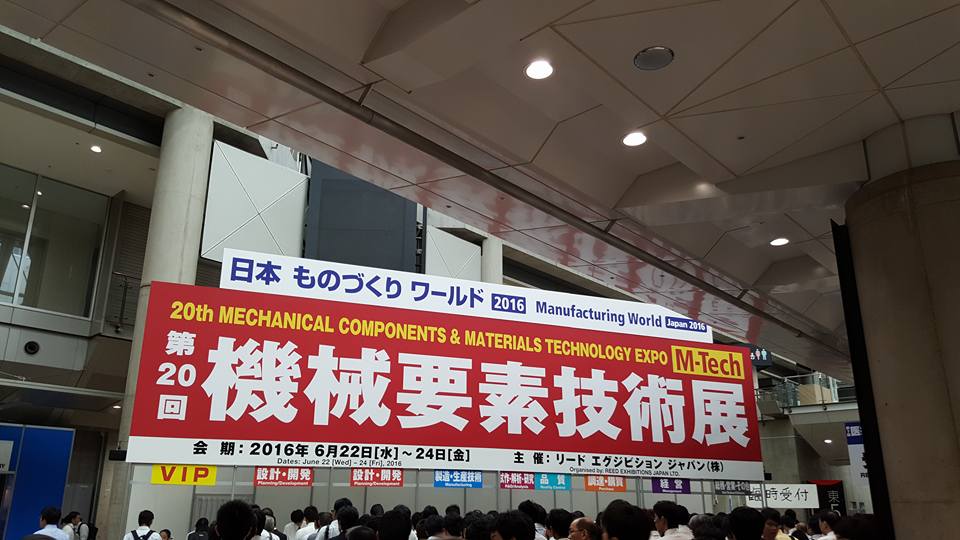 日本 ものづくり ワールド 2016 Manufacturing World Japan 2016
20th MECHANICAL COMPONENTS & MATERIALS TECHNOLOGY EXPO M-Tech
第20回 機械要素技術展
会 期：2016年 6月22日[水]～24日[金] 主 催：リード エグジビション ジャパン(株)
Dates: June 22 [Wed] – 24 [Fri], 2016 Organised by: REED EXHIBITIONS JAPAN LTD.
VIP 設計・開発 設計・開発 製造・生産技術 試作・解析・研究 品質 調達・購買 経営
Planning/Development Planning/Development Manufacturing R&D/Analysis Quality Control Purchase Management
臨時受付 東